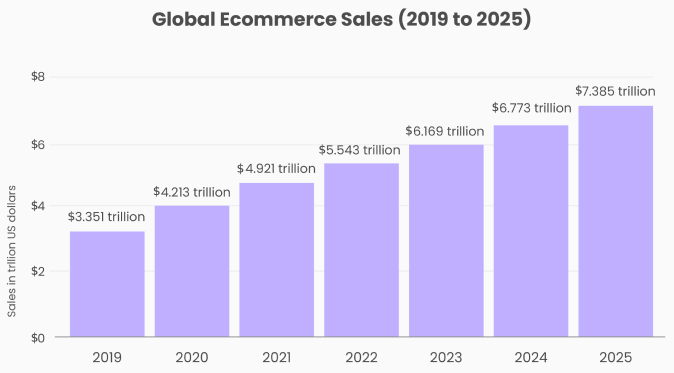 Global Ecommerce Sales (2019 to 2025)
$8
$7.385 trillion
$6.773 trillion
$6.169 trillion
$6
$5.543 trillion
$4.921 trillion
$4.213 trillion
$4
$3.351 trillion
$2
$0
Sales in trllion US dollars
2019 2020 2021 2022 2023 2024 2025